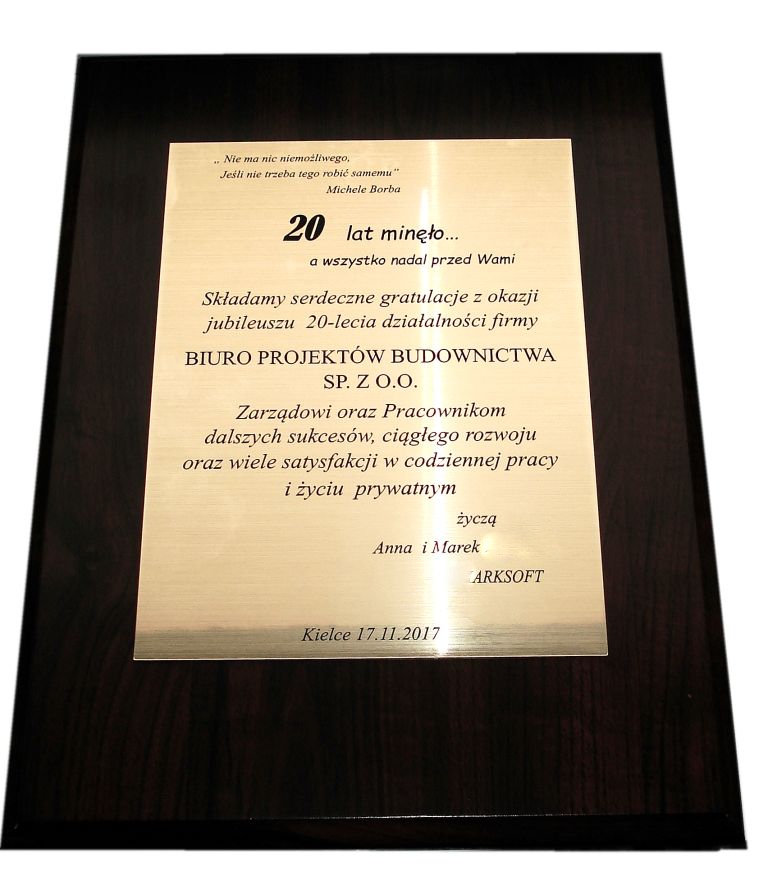 „ Nie ma nic niemożliwego,
Jeśli nie trzeba tego robić samemu”
Michele Borba
20 lat minęło...
a wszystko nadal przed Wami
Składamy serdeczne gratulacje z okazji
jubileuszu 20-lecia działalności firmy
BIURO PROJEKTÓW BUDOWNICTWA
SP. Z O.O.
Zarządowi oraz Pracownikom
dalszych sukcesów, ciągłego rozwoju
oraz wiele satysfakcji w codziennej pracy
i życiu prywatnym
życzą
Anna i Marek
ARKSOFT
Kielce 17.11.2017